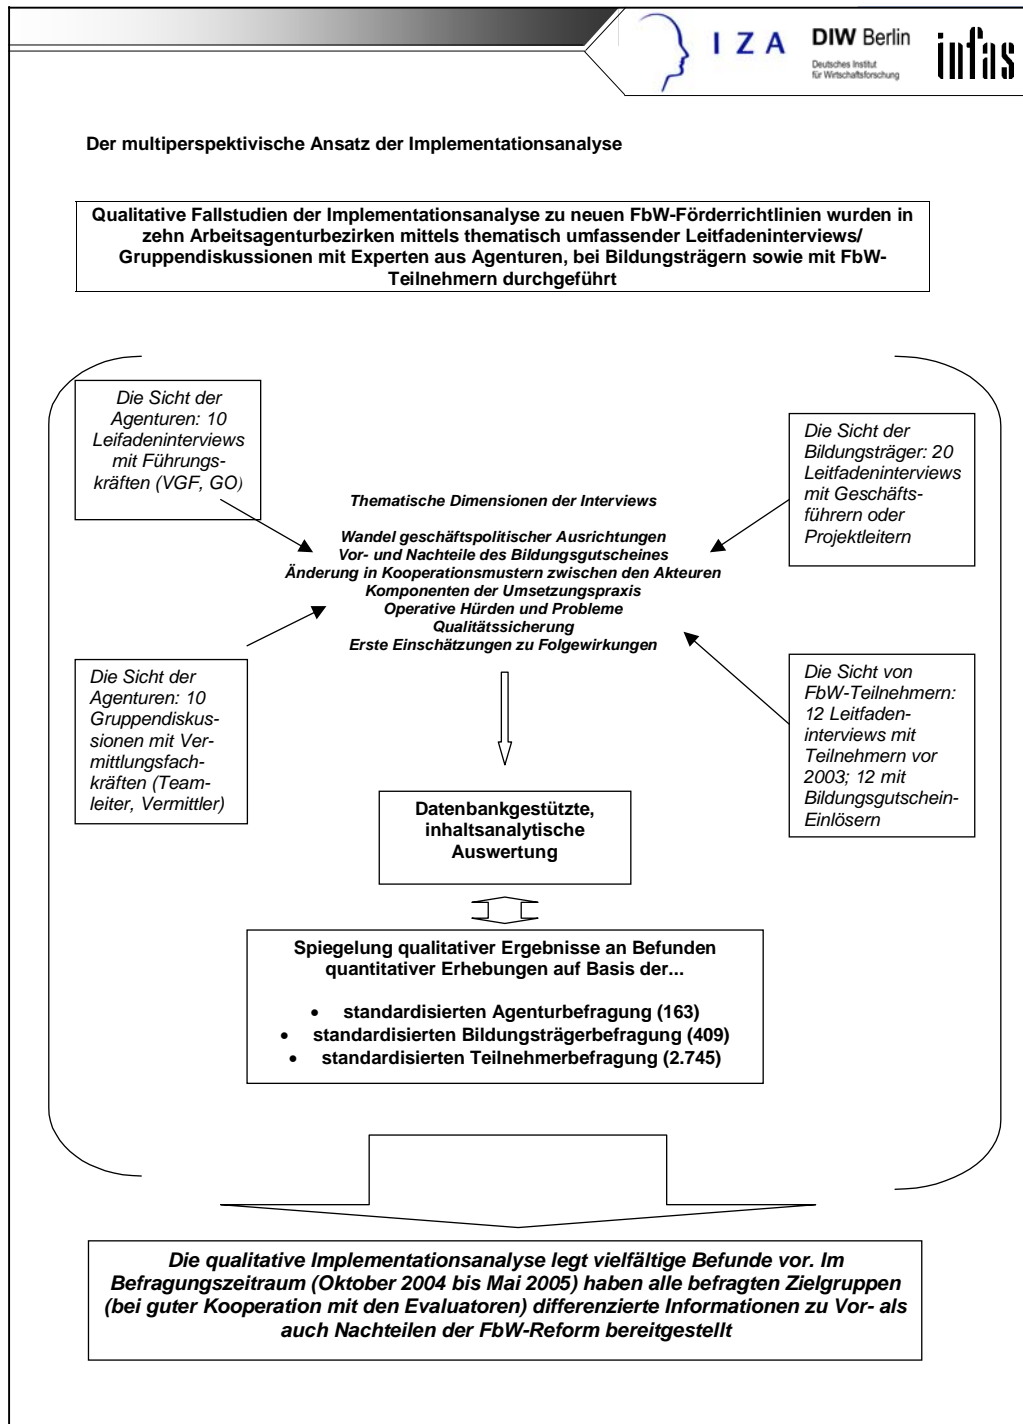 IZA
DIW Berlin
Deutsches Institut
für Wirtschaftsforschung
infas
Der multiperspektivische Ansatz der Implementationsanalyse
Qualitative Fallstudien der Implementationsanalyse zu neuen FbW-Förderrichtlinien wurden in
zehn Arbeitsagenturbezirken mittels thematisch umfassender Leitfadeninterviews/
Gruppendiskussionen mit Experten aus Agenturen, bei Bildungsträgern sowie mit FbW-
Teilnehmern durchgeführt
Die Sicht der
Agenturen: 10
Leifadeninterviews
mit Führungs-
kräften (VGF, GO)
Die Sicht der
Bildungsträger: 20
Leitfadeninterviews
mit Geschäfts-
führern oder
Projektleitern
Thematische Dimensionen der Interviews
Wandel geschäftspolitischer Ausrichtungen
Vor- und Nachteile des Bildungsgutscheines
Änderung in Kooperationsmustern zwischen den Akteuren
Komponenten der Umsetzungspraxis
Operative Hürden und Probleme
Qualitätssicherung
Erste Einschätzungen zu Folgewirkungen
Die Sicht der
Agenturen: 10
Gruppendiskus-
sionen mit Ver-
mittlungsfach-
kräften (Team-
leiter, Vermittler)
Die Sicht von
FbW-Teilnehmern:
12 Leitfaden-
interviews mit
Teilnehmern vor
2003; 12 mit
Bildungsgutschein-
Einlösern
Datenbankgestützte,
inhaltsanalytische
Auswertung
Spiegelung qualitativer Ergebnisse an Befunden
quantitativer Erhebungen auf Basis der...
• standardisierten Agenturbefragung (163)
• standardisierten Bildungsträgerbefragung (409)
• standardisierten Teilnehmerbefragung (2.745)
Die qualitative Implementationsanalyse legt vielfältige Befunde vor. Im
Befragungszeitraum (Oktober 2004 bis Mai 2005) haben alle befragten Zielgruppen
(bei guter Kooperation mit den Evaluatoren) differenzierte Informationen zu Vor- als
auch Nachteilen der FbW-Reform bereitgestellt